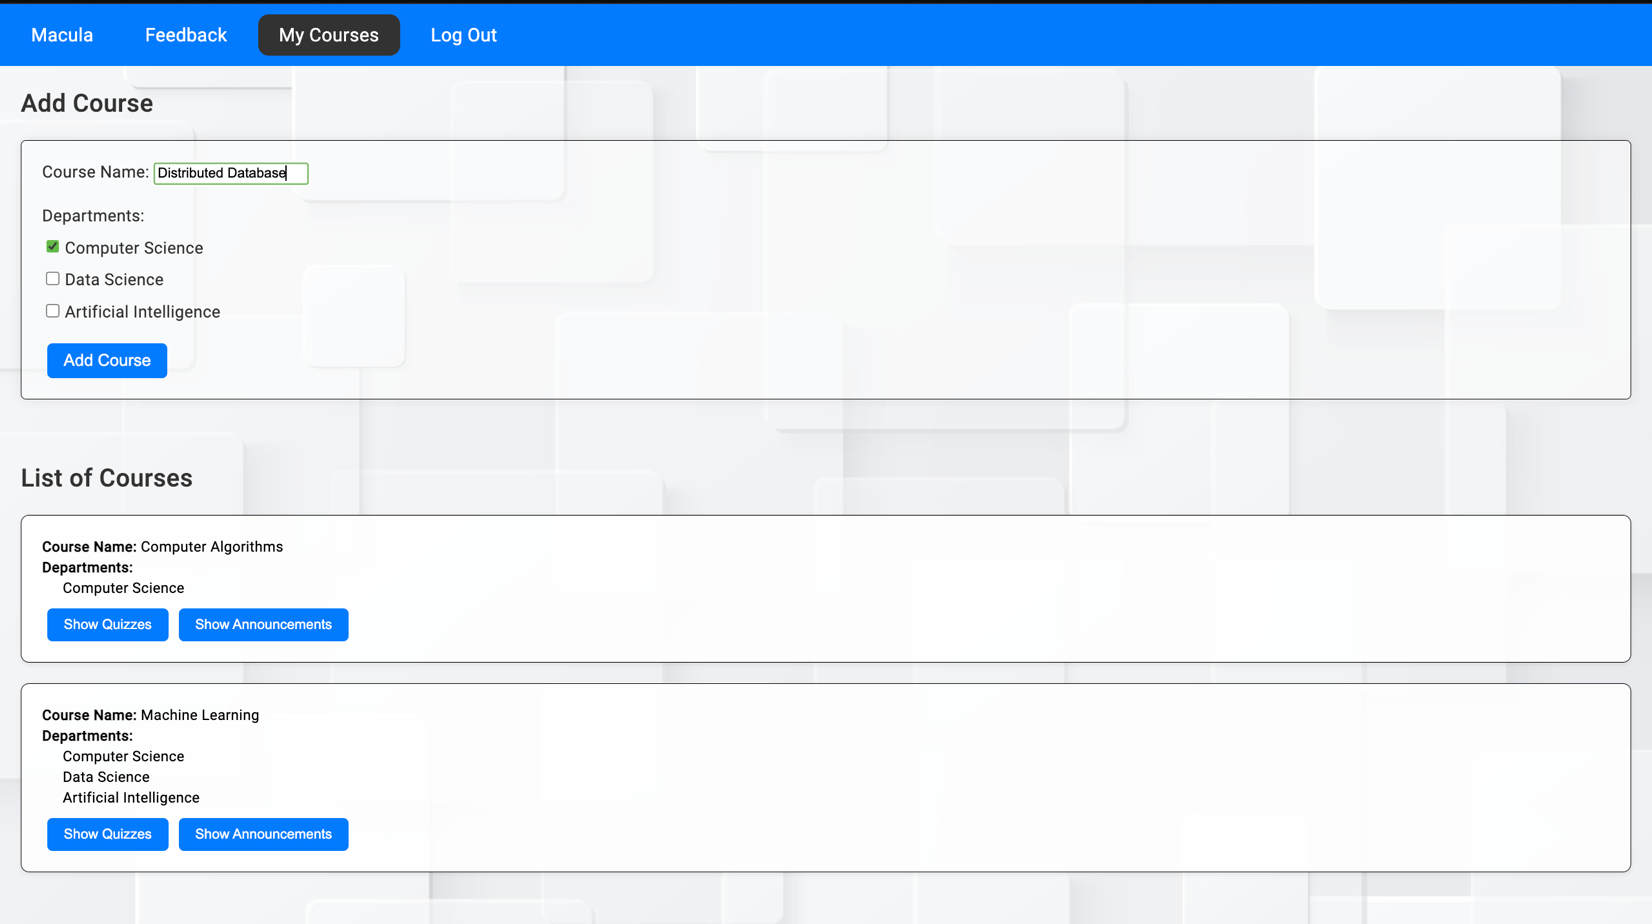 Macula Feedback My Courses Log Out
Add Course
Course Name: Distributed Database
Departments:
Computer Science
Data Science
Artificial Intelligence
Add Course
List of Courses
Course Name: Computer Algorithms
Departments:
Computer Science
Show Quizzes Show Announcements
Course Name: Machine Learning
Departments:
Computer Science
Data Science
Artificial Intelligence
Show Quizzes Show Announcements